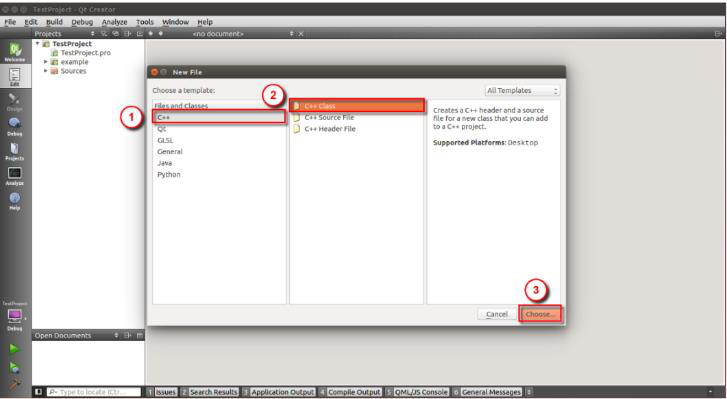 TestProject - Qt Creator
File Edit Build Debug Analyze Tools Window Help
Projects
<no document>
TestProject
TestProject.pro
example
Sources
Welcome
Edit
Design
Debug
Projects
Analyze
Help
TestProject
Debug
New File
Choose a template:
All Templates
Files and Classes
C++
Qt
GLSL
General
Java
Python
C++ Class
C++ Source File
C++ Header File
Creates a C++ header and a source
file for a new class that you can add
to a C++ project.
Supported Platforms: Desktop
1
2
3
Cancel
Choose...
Open Documents
Type to locate (Ctr...
1 Issues 2 Search Results 3 Application Output 4 Compile Output 5 QML/JS Console 6 General Messages